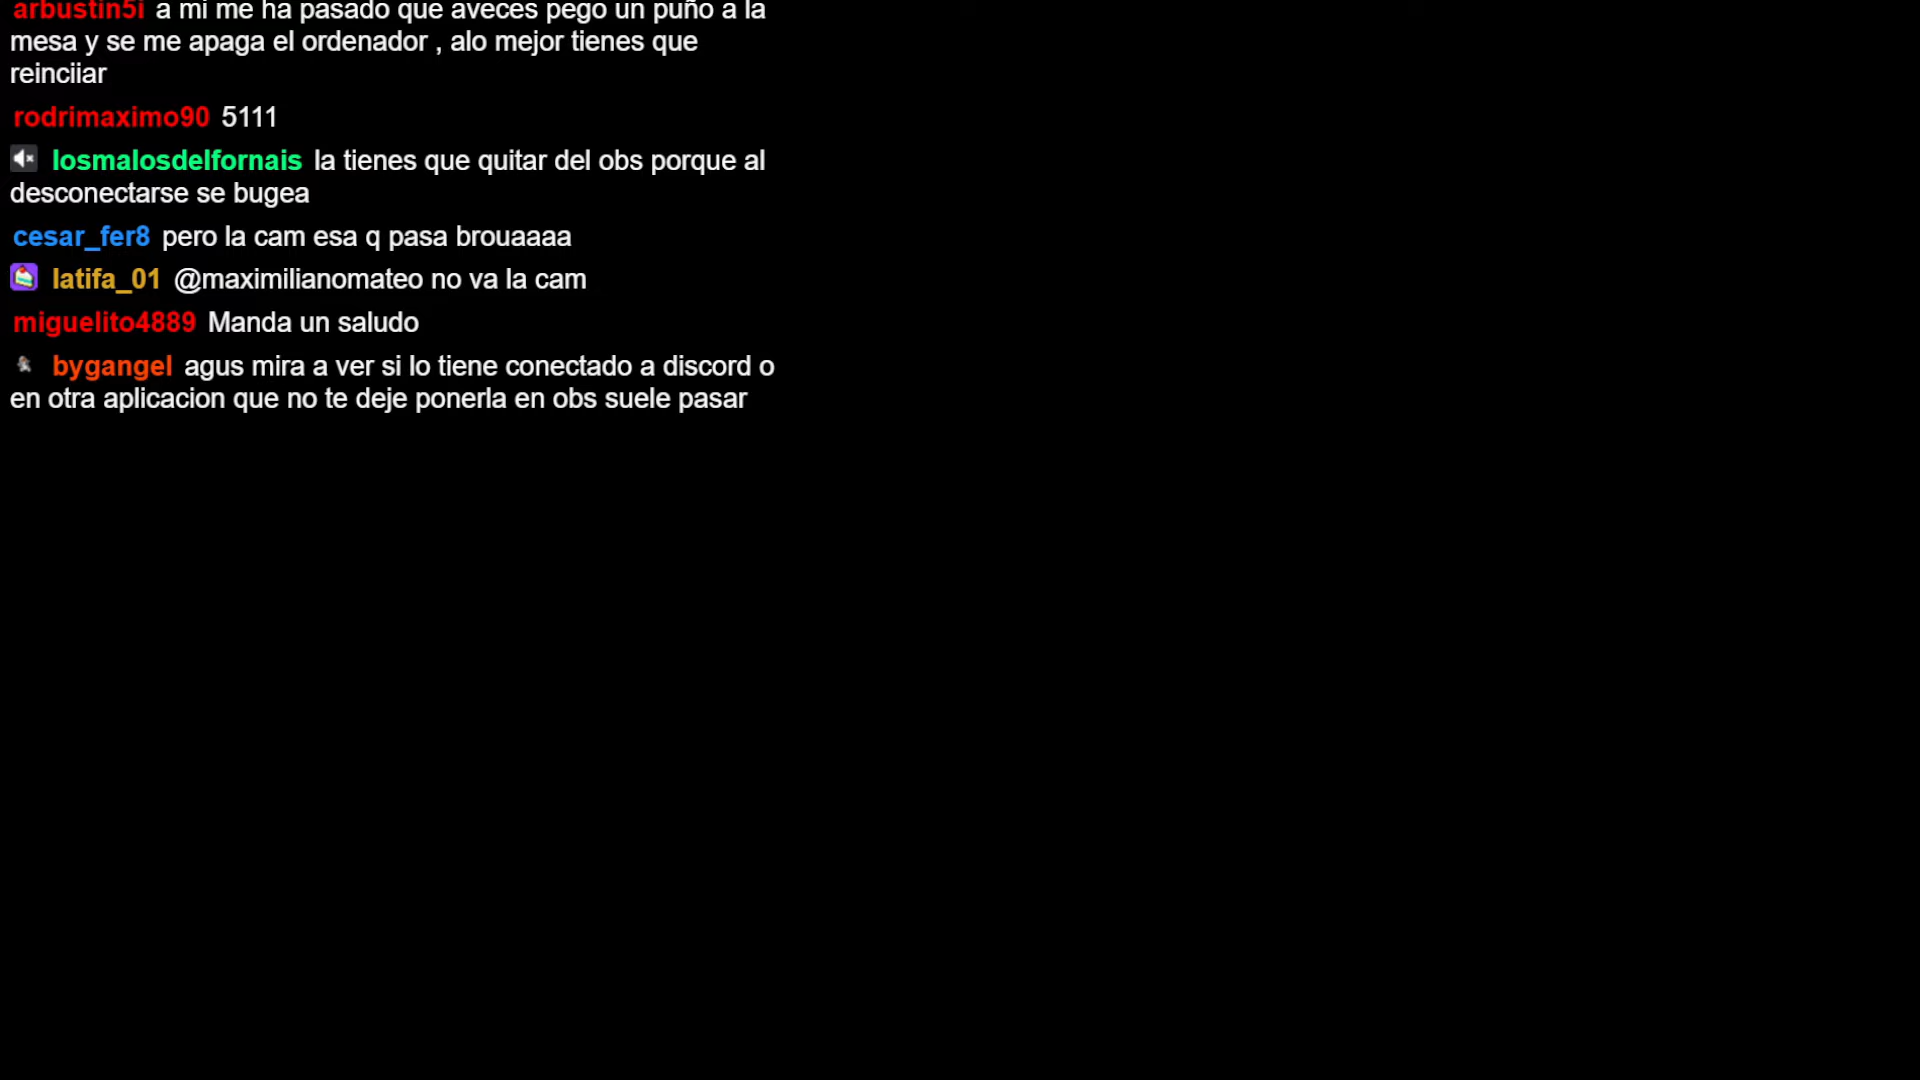 arbustin5i a mi me ha pasado que aveces pego un puño a la
mesa y se me apaga el ordenador , alo mejor tienes que
reinciiar
rodrimaximo90 5111
losmalosdelfornais la tienes que quitar del obs porque al
desconectarse se bugea
cesar_fer8 pero la cam esa q pasa brouaaaa
latifa_01 @maximilianomateo no va la cam
miguelito4889 Manda un saludo
bygangel agus mira a ver si lo tiene conectado a discord o
en otra aplicacion que no te deje ponerla en obs suele pasar